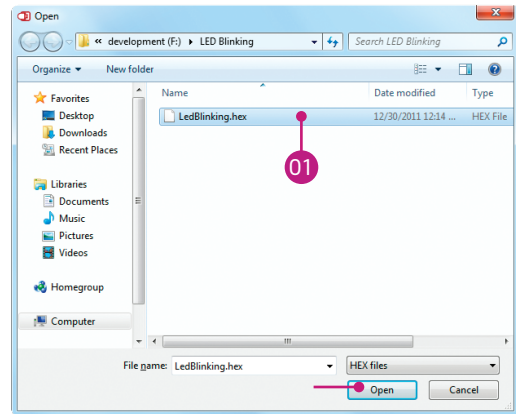 Open
« development (F:) ▸ LED Blinking
Search LED Blinking
Organize ▾ New folder
Name Date modified Type
Favorites
Desktop
Downloads
Recent Places
LedBlinking.hex 12/30/2011 12:14 ... HEX File
01
Libraries
Documents
Music
Pictures
Videos
Homegroup
Computer
File name: LedBlinking.hex HEX files
Open Cancel